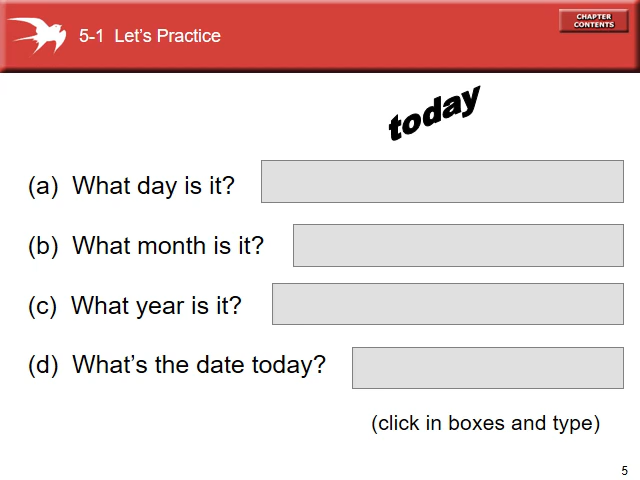 5-1 Let’s Practice
CHAPTER
CONTENTS
today
(a) What day is it?
(b) What month is it?
(c) What year is it?
(d) What’s the date today?
(click in boxes and type)
5